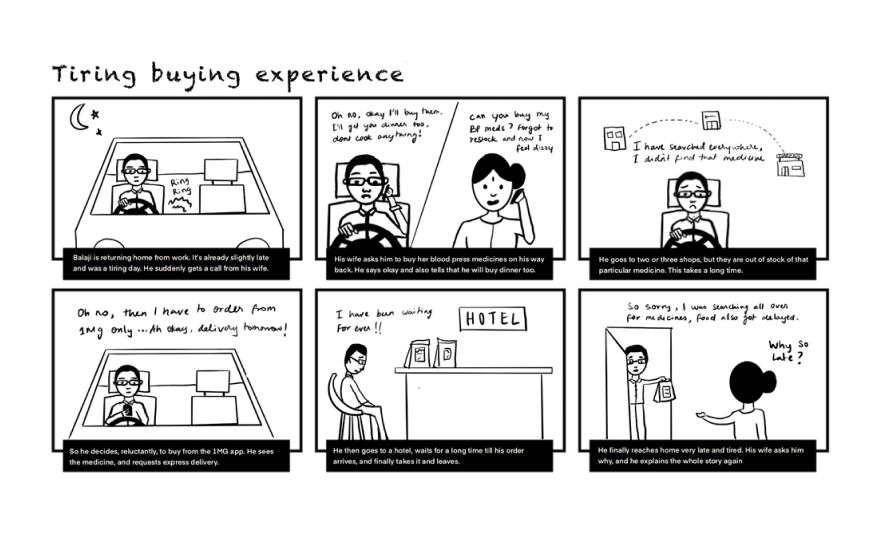 Tiring buying experience
Ring
Ring
Balaji is returning home from work. It's already slightly late
and was a tiring day. He suddenly gets a call from his wife.
Oh no, okay I'll buy them.
I'll get you dinner too,
dont cook anything!
Can you buy my
BP meds? Forgot to
restock and now I
feel dizzy
His wife asks him to buy her blood press medicines on his way
back. He says okay and also tells that he will buy dinner too.
I have searched everywhere,
I didn't find that medicine
He goes to two or three shops, but they are out of stock of that
particular medicine. This takes a long time.
Oh no, then I have to order from
1Mg only ...Ah okay, delivery tomorrow!
So he decides, reluctantly, to buy from the 1MG app. He sees
the medicine, and requests express delivery.
I have been waiting
for ever!!
HOTEL
He then goes to a hotel, waits for a long time till his order
arrives, and finally takes it and leaves.
So sorry, I was searching all over
for medicines, food also got delayed.
Why so
late?
He finally reaches home very late and tired. His wife asks him
why, and he explains the whole story again